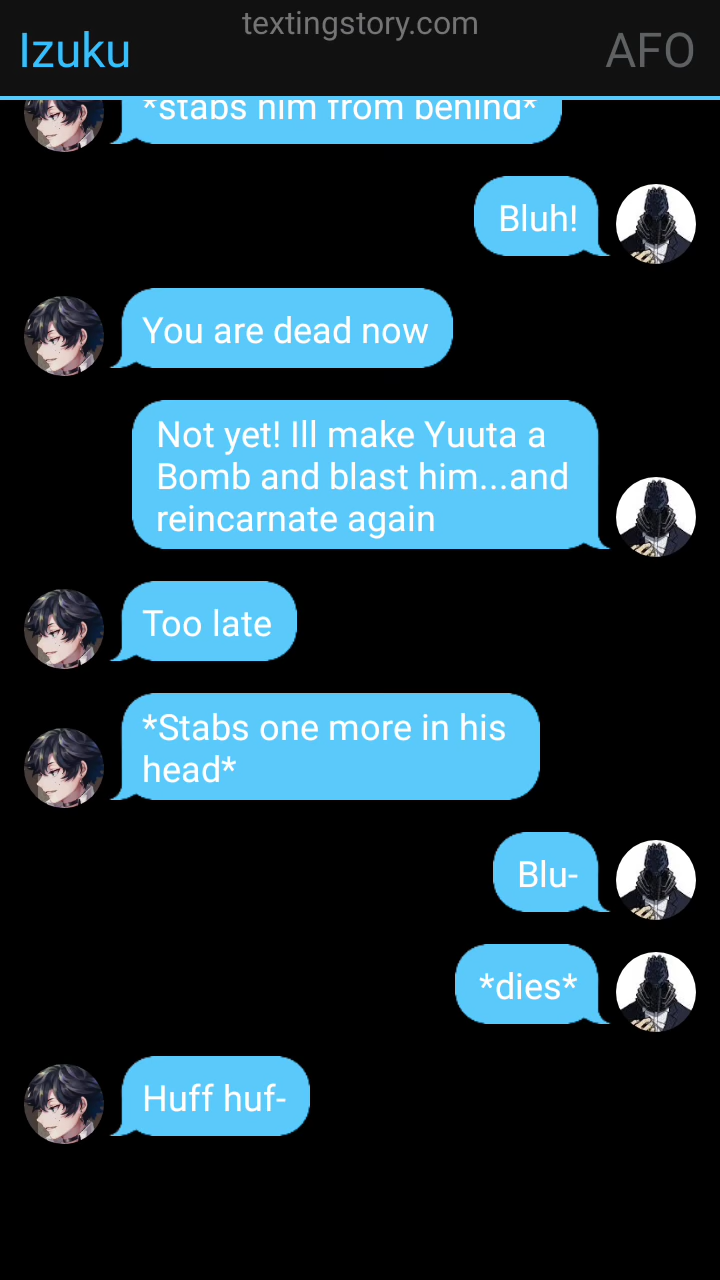 textingstory.com
Izuku
AFO
*stabs him from behind*
Bluh!
You are dead now
Not yet! Ill make Yuuta a
Bomb and blast him...and
reincarnate again
Too late
*Stabs one more in his
head*
Blu-
*dies*
Huff huf-